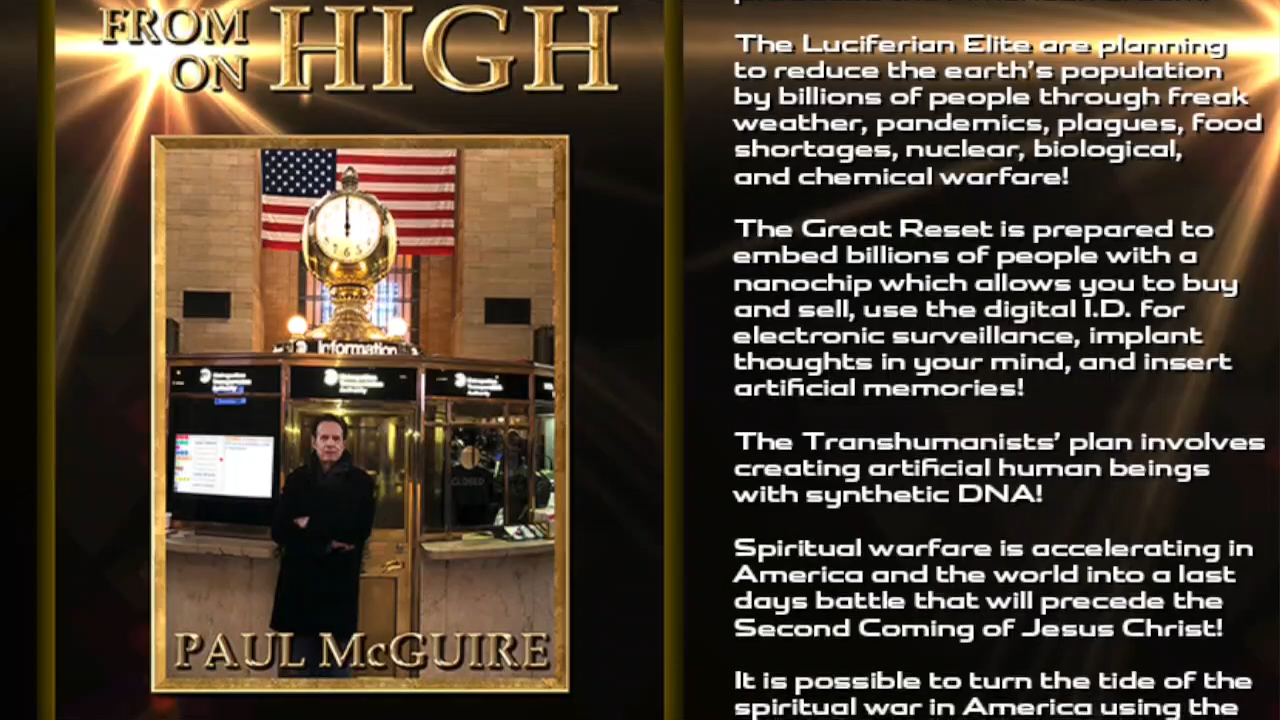 FROM
ON HIGH
Information
CLOSED
PAUL McGUIRE
The Luciferian Elite are planning
to reduce the earth's population
by billions of people through freak
weather, pandemics, plagues, food
shortages, nuclear, biological,
and chemical warfare!
The Great Reset is prepared to
embed billions of people with a
nanochip which allows you to buy
and sell, use the digital I.D. for
electronic surveillance, implant
thoughts in your mind, and insert
artificial memories!
The Transhumanists' plan involves
creating artificial human beings
with synthetic DNA!
Spiritual warfare is accelerating in
America and the world into a last
days battle that will precede the
Second Coming of Jesus Christ!
It is possible to turn the tide of the
spiritual war in America using the